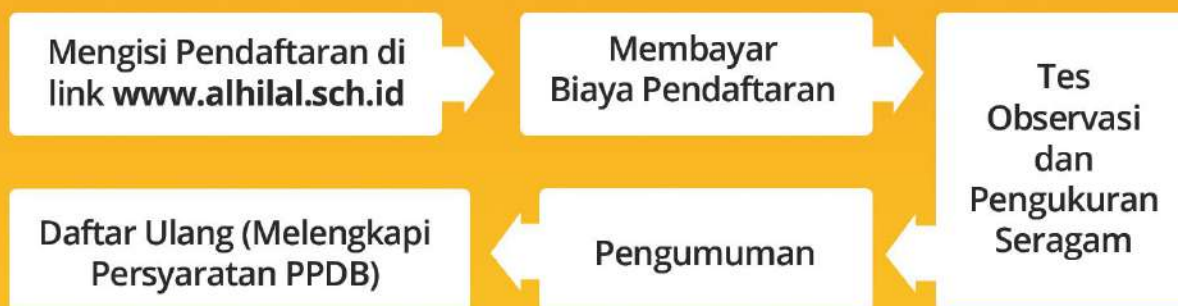 Mengisi Pendaftaran di
link www.alhilal.sch.id
Membayar
Biaya Pendaftaran
Tes
Observasi
dan
Pengukuran
Seragam
Pengumuman
Daftar Ulang (Melengkapi
Persyaratan PPDB)